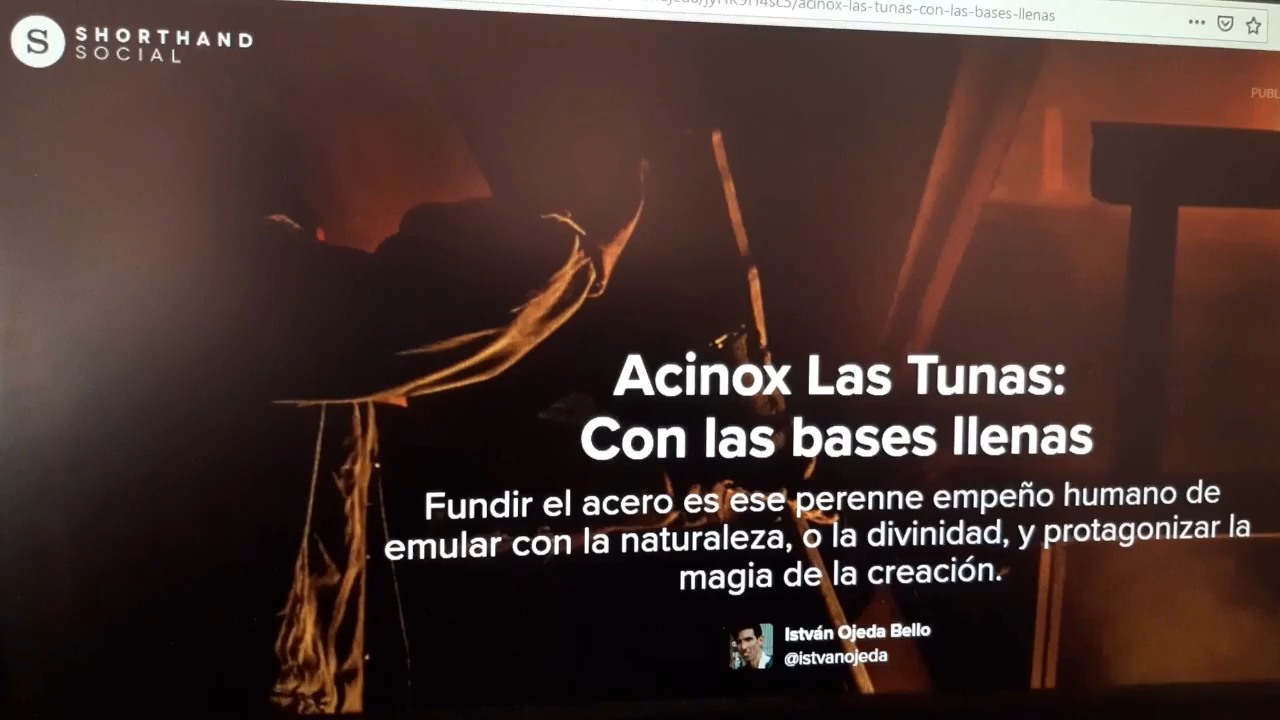 acinox-las-tunas-con-las-bases-llenas
S
SHORTHAND
SOCIAL
PUBL
Acinox Las Tunas:
Con las bases llenas
Fundir el acero es ese perenne empeño humano de
emular con la naturaleza, o la divinidad, y protagonizar la
magia de la creación.
István Ojeda Bello
@istvanojeda